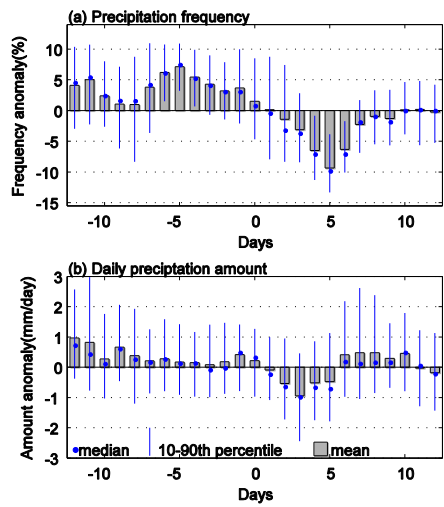 (a) Precipitation frequency
Frequency anomaly(%)
10
5
0
-5
-10
-15
-10 -5 0 5 10
Days
(b) Daily preciptation amount
Amount anomaly(mm/day)
3
2
1
0
-1
-2
-3
median 10-90th percentile mean
-10 -5 0 5 10
Days